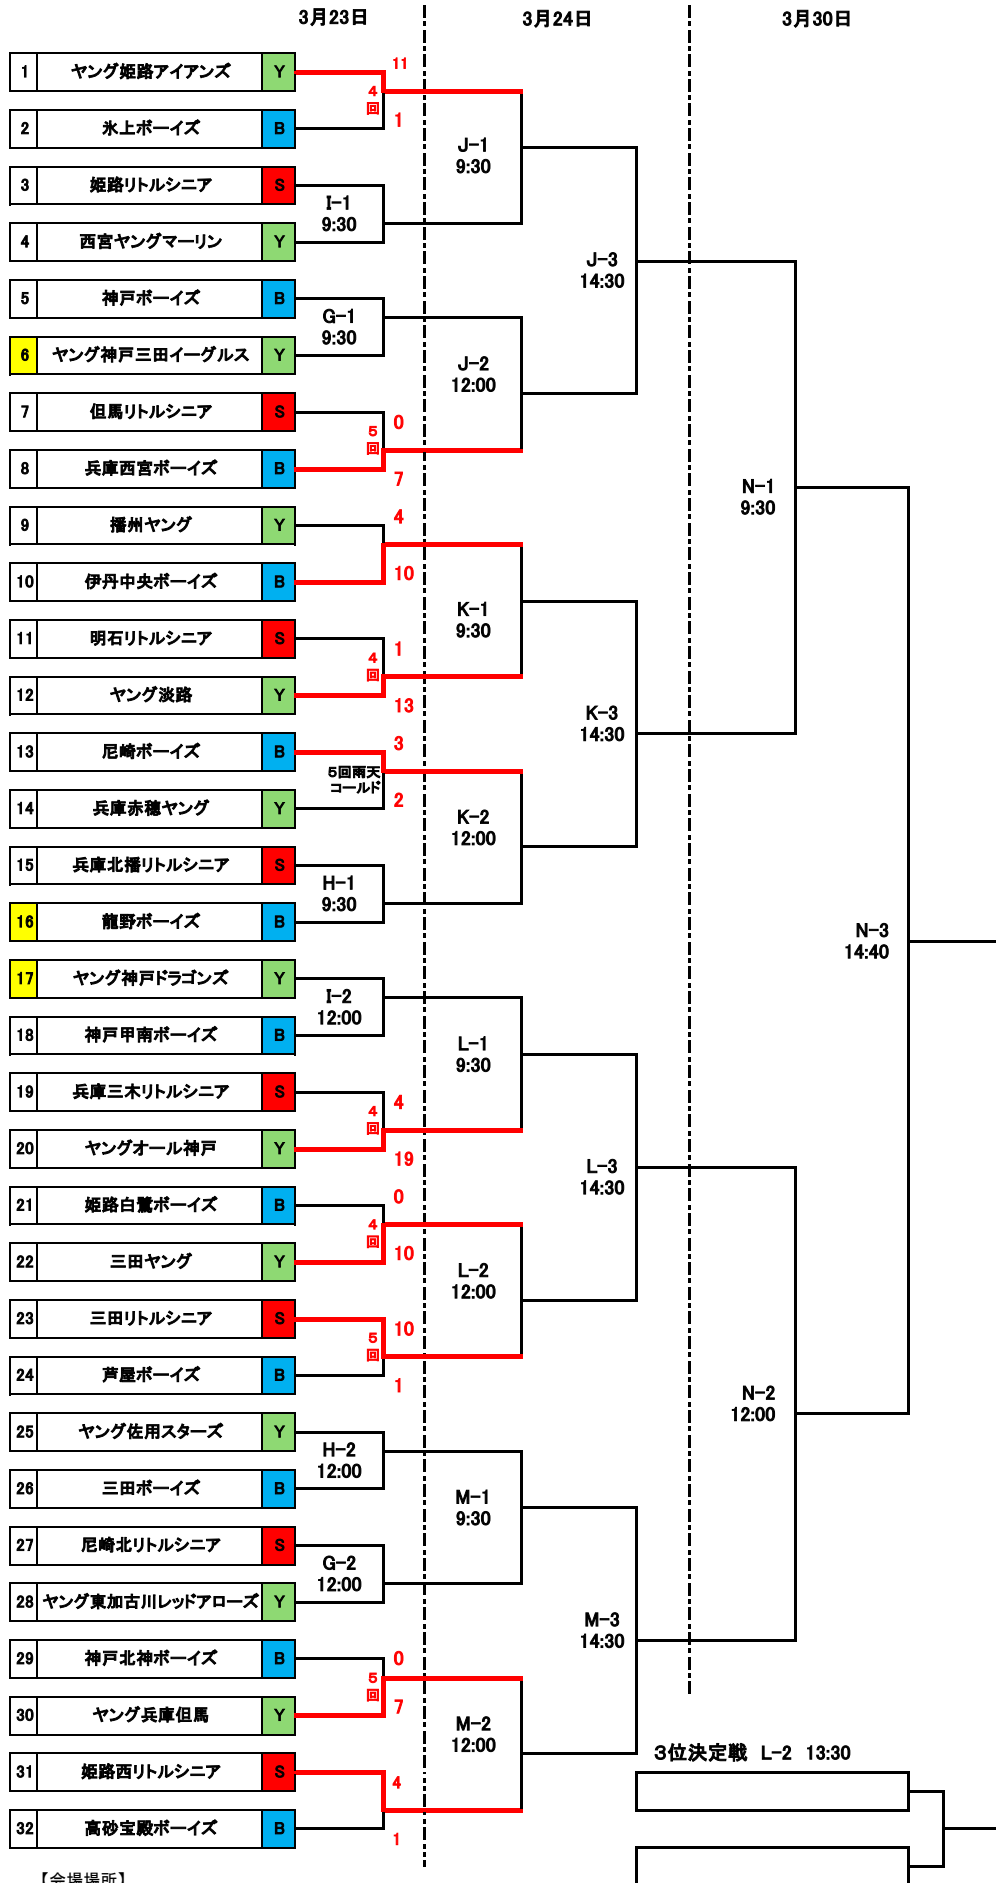 3月23日 3月24日 3月30日
1 ヤング姫路アイアンズ Y 11
4回
2 氷上ボーイズ B 1
J-1
9:30
3 姫路リトルシニア S
I-1
9:30
4 西宮ヤングマーリン Y
J-3
14:30
5 神戸ボーイズ B
G-1
9:30
6 ヤング神戸三田イーグルス Y
J-2
12:00
7 但馬リトルシニア S 0
5回
8 兵庫西宮ボーイズ B 7
N-1
9:30
9 播州ヤング Y 4
10 伊丹中央ボーイズ B 10
K-1
9:30
11 明石リトルシニア S 1
4回
12 ヤング淡路 Y 13
K-3
14:30
13 尼崎ボーイズ B 3
5回雨天
コールド
14 兵庫赤穂ヤング Y 2
K-2
12:00
15 兵庫北播リトルシニア S
H-1
9:30
16 龍野ボーイズ B
N-3
14:40
17 ヤング神戸ドラゴンズ Y
I-2
12:00
18 神戸甲南ボーイズ B
L-1
9:30
19 兵庫三木リトルシニア S 4
4回
20 ヤングオール神戸 Y 19
L-3
14:30
21 姫路白鷺ボーイズ B 0
4回
22 三田ヤング Y 10
L-2
12:00
23 三田リトルシニア S 10
5回
24 芦屋ボーイズ B 1
N-2
12:00
25 ヤング佐用スターズ Y
H-2
12:00
26 三田ボーイズ B
M-1
9:30
27 尼崎北リトルシニア S
G-2
12:00
28 ヤング東加古川レッドアローズ Y
M-3
14:30
29 神戸北神ボーイズ B 0
5回
30 ヤング兵庫但馬 Y 7
M-2
12:00
3位決定戦 L-2 13:30
31 姫路西リトルシニア S 4
32 高砂宝殿ボーイズ B 1
【会場場所】